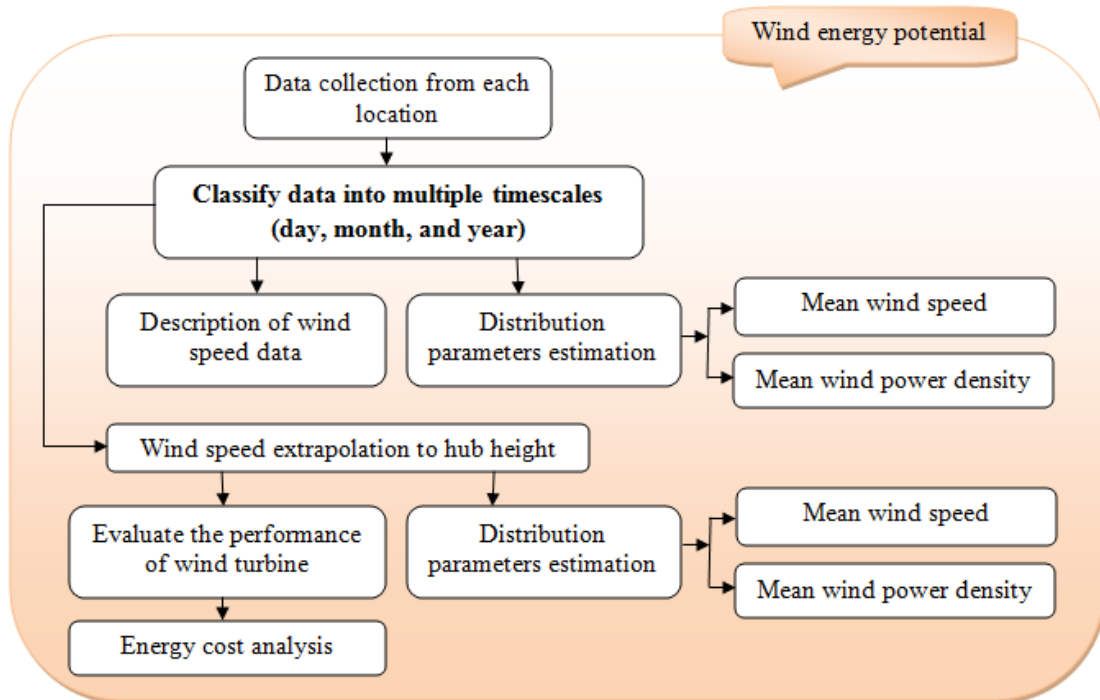 Wind energy potential
Data collection from each
location
Classify data into multiple timescales
(day, month, and year)
Description of wind
speed data
Distribution
parameters estimation
Mean wind speed
Mean wind power density
Wind speed extrapolation to hub height
Evaluate the performance
of wind turbine
Distribution
parameters estimation
Mean wind speed
Mean wind power density
Energy cost analysis